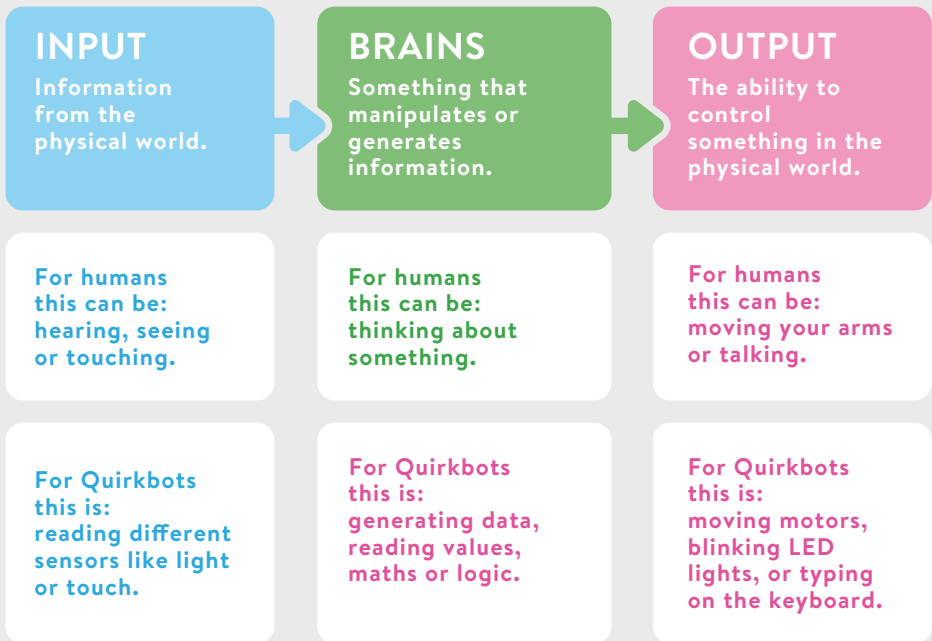 INPUT
Information
from the
physical world.
BRAINS
Something that
manipulates or
generates
information.
OUTPUT
The ability to
control
something in the
physical world.
For humans
this can be:
hearing, seeing
or touching.
For humans
this can be:
thinking about
something.
For humans
this can be:
moving your arms
or talking.
For Quirkbots
this is:
reading different
sensors like light
or touch.
For Quirkbots
this is:
generating data,
reading values,
maths or logic.
For Quirkbots
this is:
moving motors,
blinking LED
lights, or typing
on the keyboard.